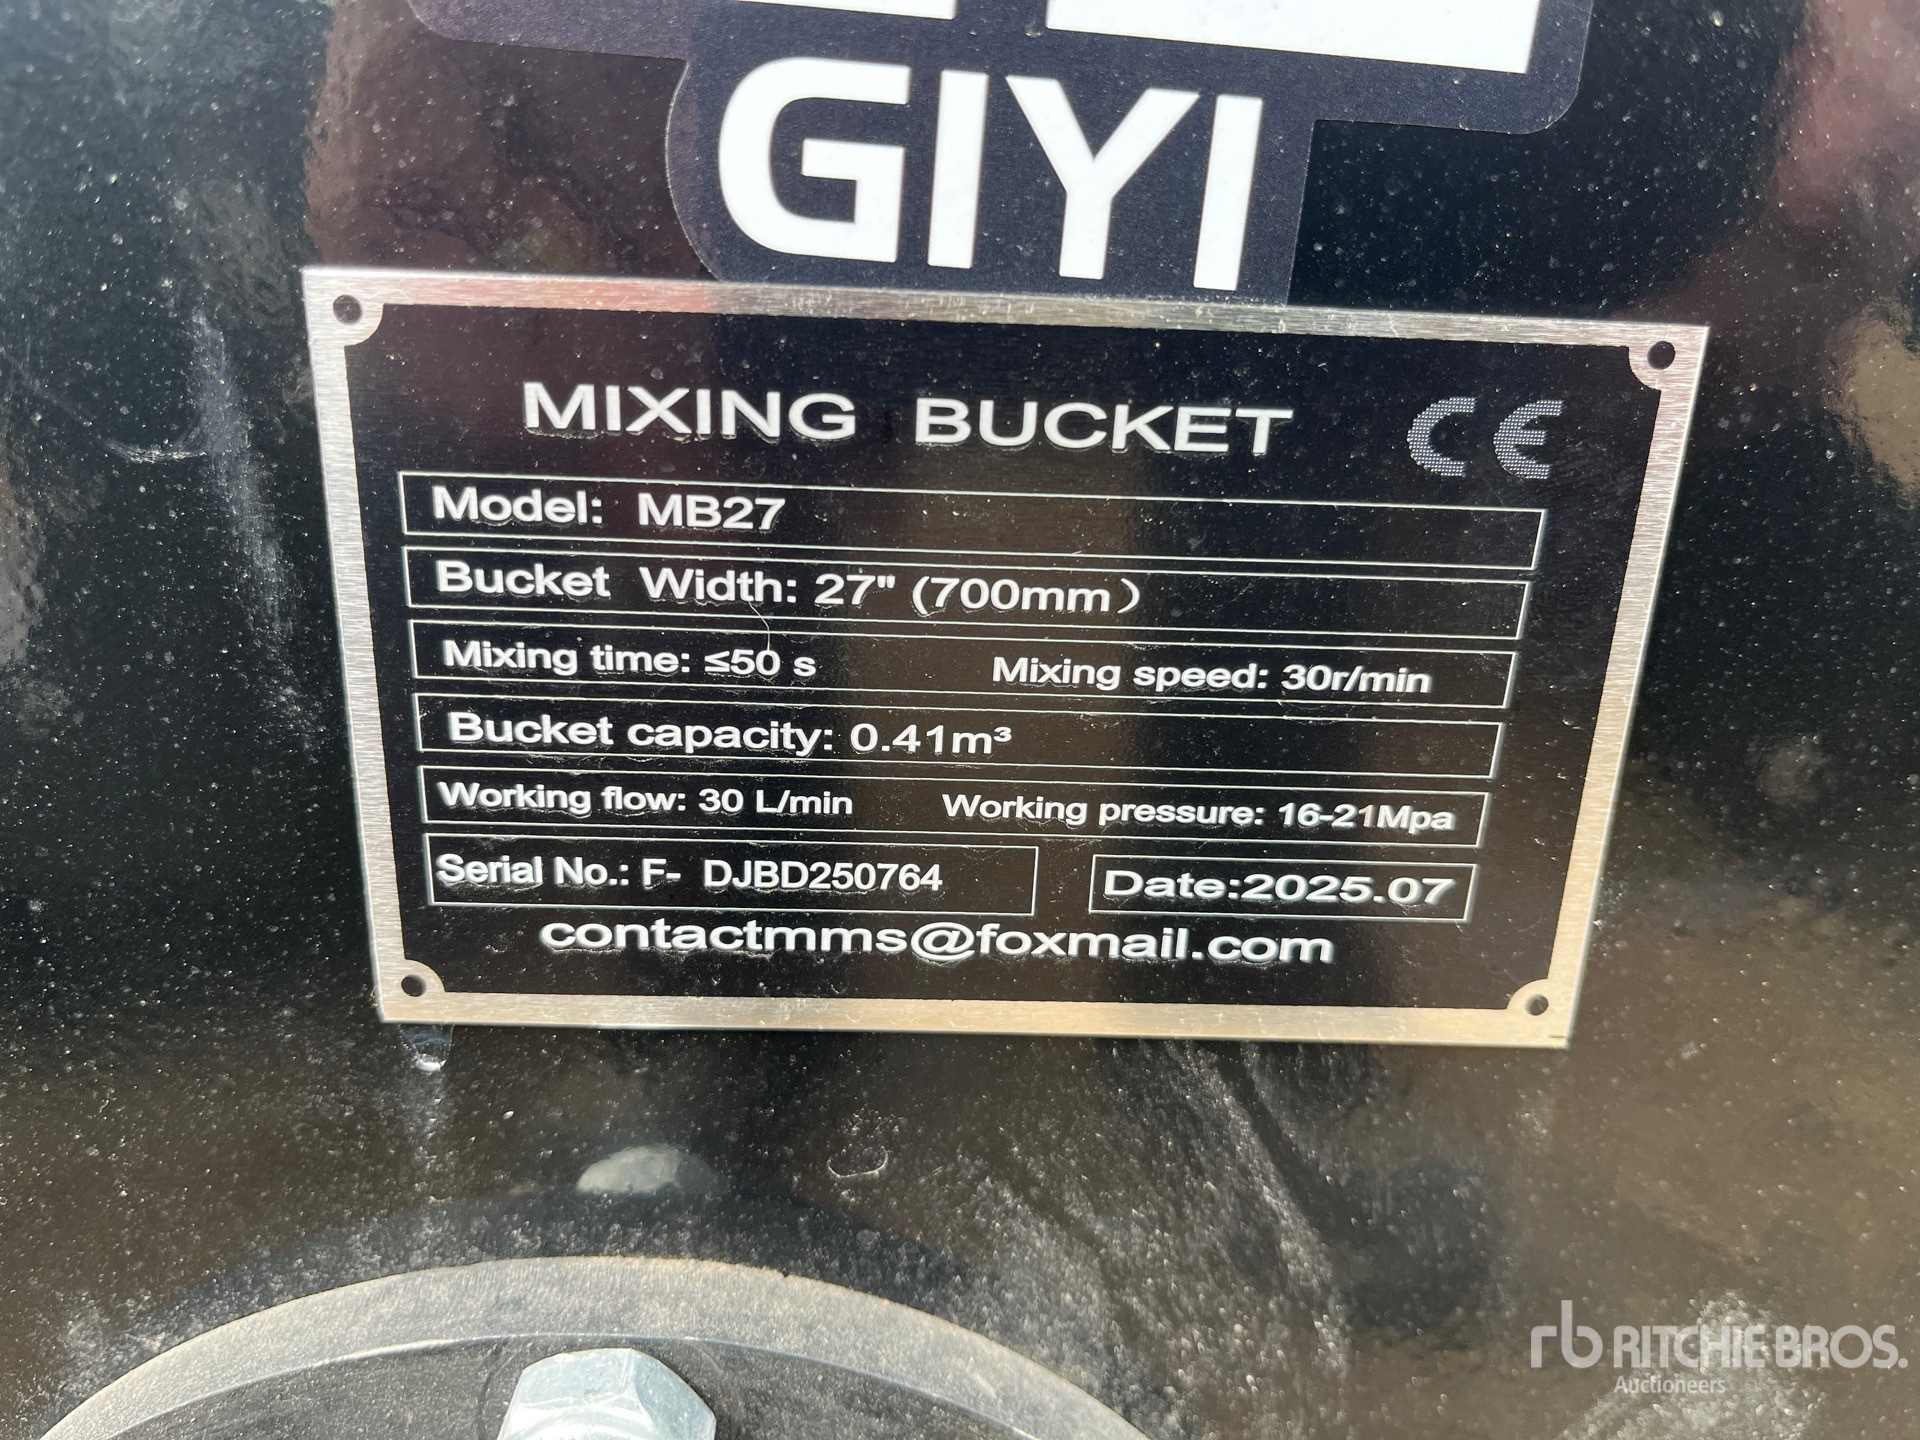 GIYI
MIXING BUCKET CE
Model: MB27
Bucket Width: 27" (700mm)
Mixing time: ≤50 s Mixing speed: 30r/min
Bucket capacity: 0.41m³
Working flow: 30 L/min Working pressure: 16-21Mpa
Serial No.: F- DJBD250764 Date:2025.07
contactmms@foxmail.com
rb RITCHIE BROS.
Auctioneers